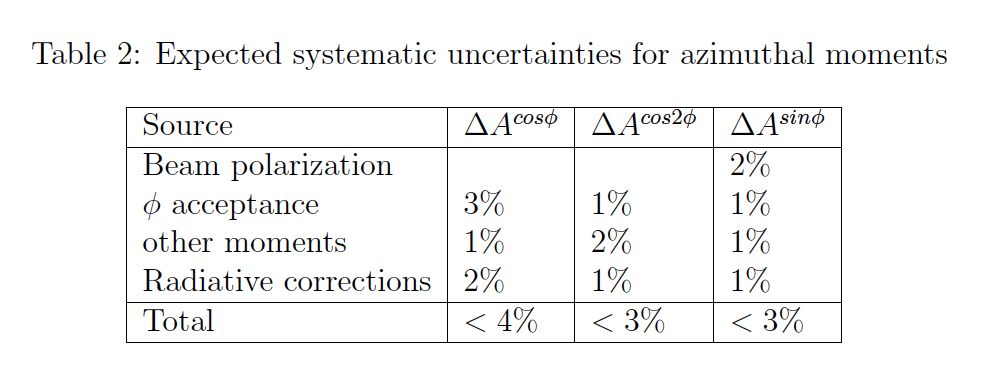 Table 2: Expected systematic uncertainties for azimuthal moments
Source ΔA^{cosϕ} ΔA^{cos2ϕ} ΔA^{sinϕ}
Beam polarization 2%
ϕ acceptance 3% 1% 1%
other moments 1% 2% 1%
Radiative corrections 2% 1% 1%
Total < 4% < 3% < 3%